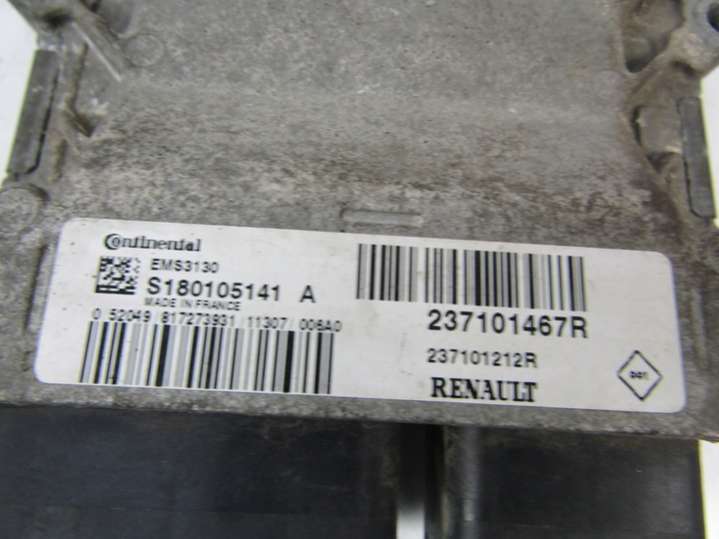 Continental
EMS3130
S180105141 A
MADE IN FRANCE
0 52049 817273931 11307 006A0
237101467R
237101212R
RENAULT